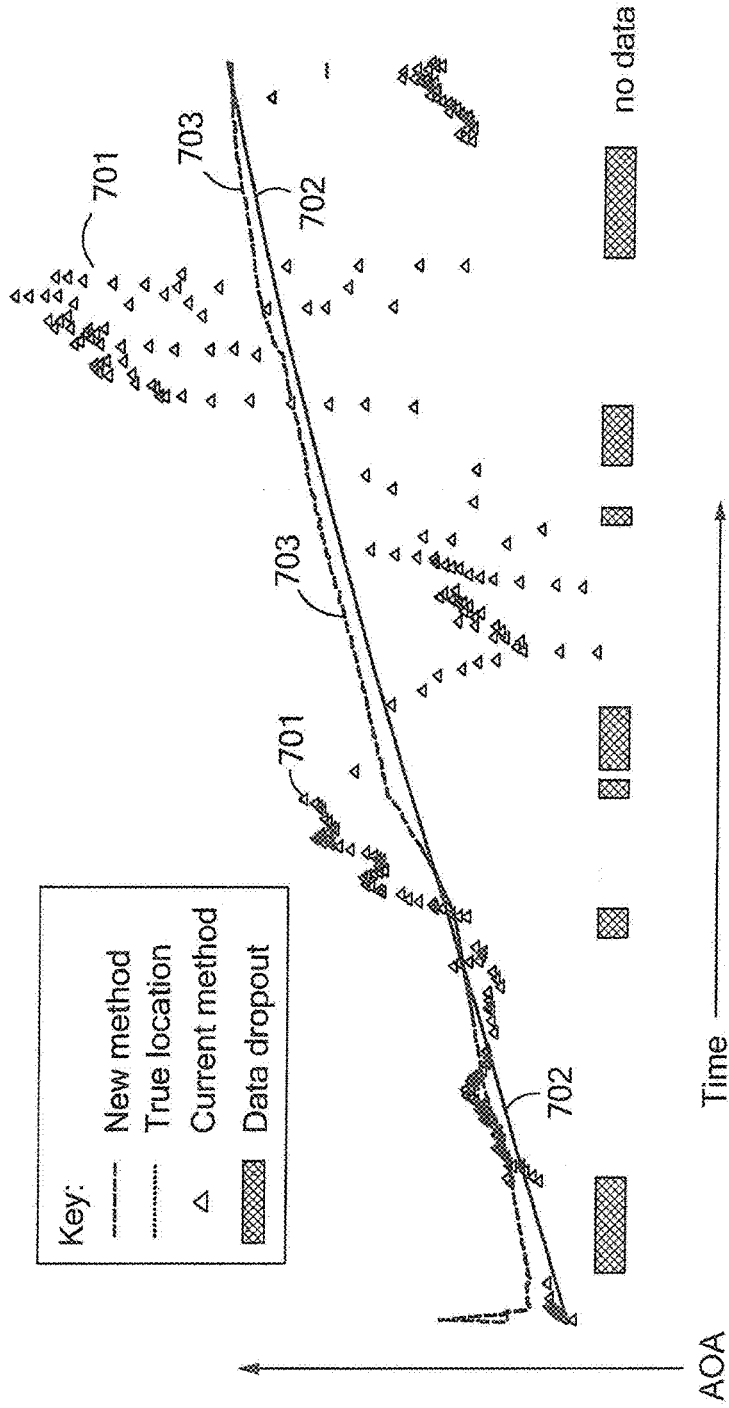 Key:
New method
True location
Current method
Data dropout
701
703
702
701
703
702
no data
Time
AOA